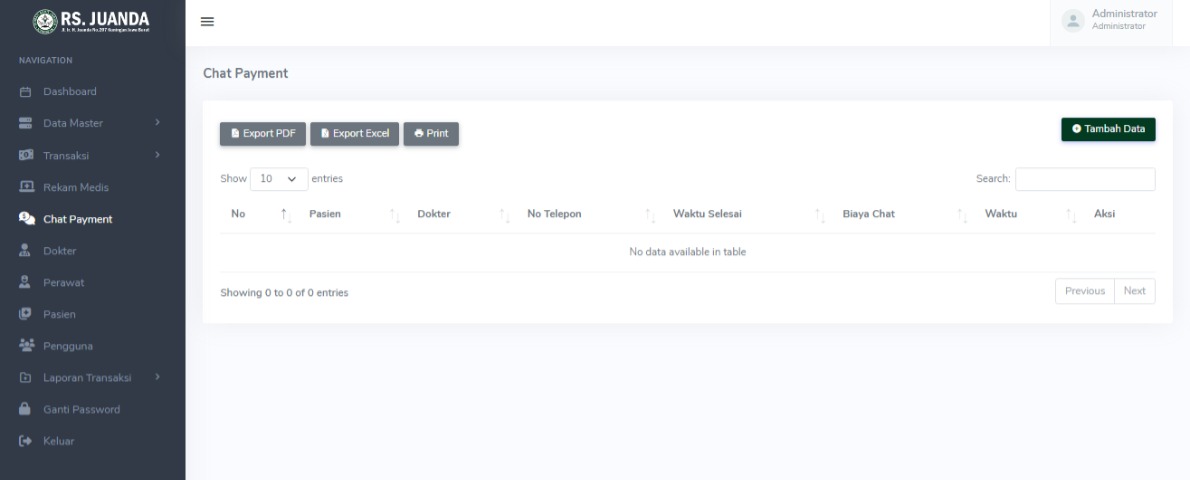 RS. JUANDA
Jl. Ir. H. Juanda No.207 Kuningan Jawa Barat
Administrator
Administrator
NAVIGATION
Dashboard
Data Master
Transaksi
Rekam Medis
Chat Payment
Dokter
Perawat
Pasien
Pengguna
Laporan Transaksi
Ganti Password
Keluar
Chat Payment
Export PDF Export Excel Print Tambah Data
Show 10 entries Search:
No Pasien Dokter No Telepon Waktu Selesai Biaya Chat Waktu Aksi
No data available in table
Showing 0 to 0 of 0 entries Previous Next